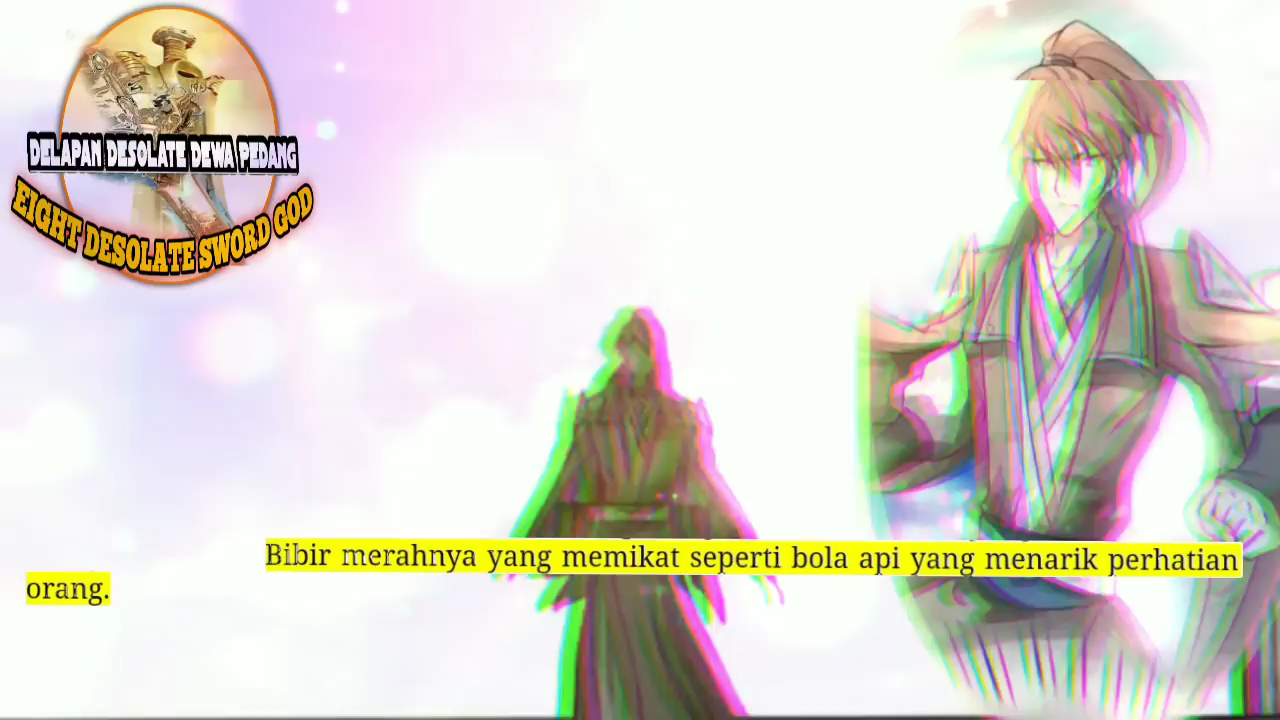 DELAPAN DESOLATE DEWA PEDANG
EIGHT DESOLATE SWORD GOD
Bibir merahnya yang memikat seperti bola api yang menarik perhatian
orang.